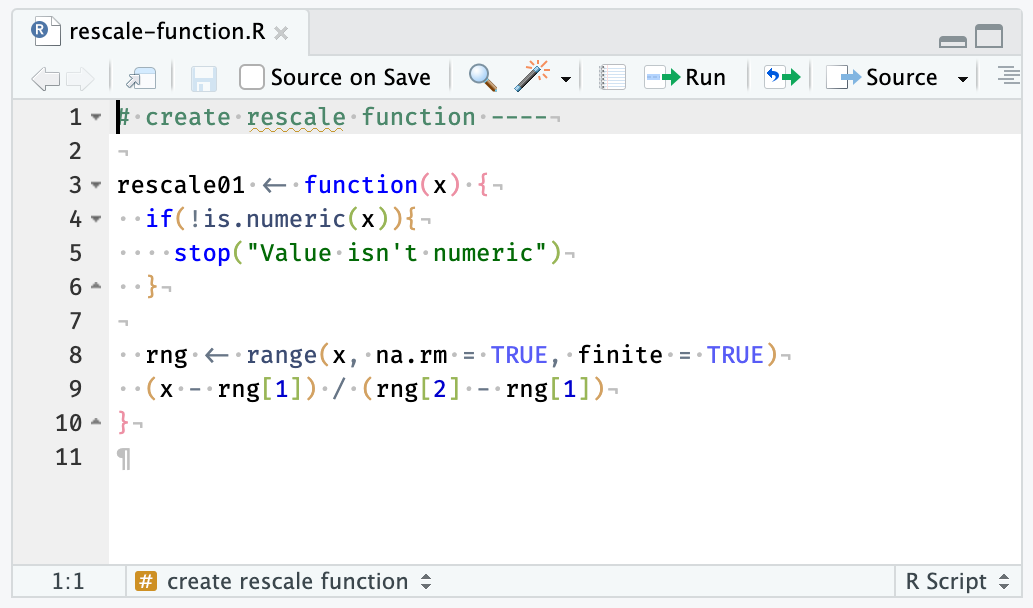 rescale-function.R
Source on Save Run Source
1 # create rescale function ----
2
3 rescale01 <- function(x) {
4   if(!is.numeric(x)){
5     stop("Value isn't numeric")
6   }
7
8   rng <- range(x, na.rm = TRUE, finite = TRUE)
9   (x - rng[1]) / (rng[2] - rng[1])
10 }
11
1:1 # create rescale function R Script